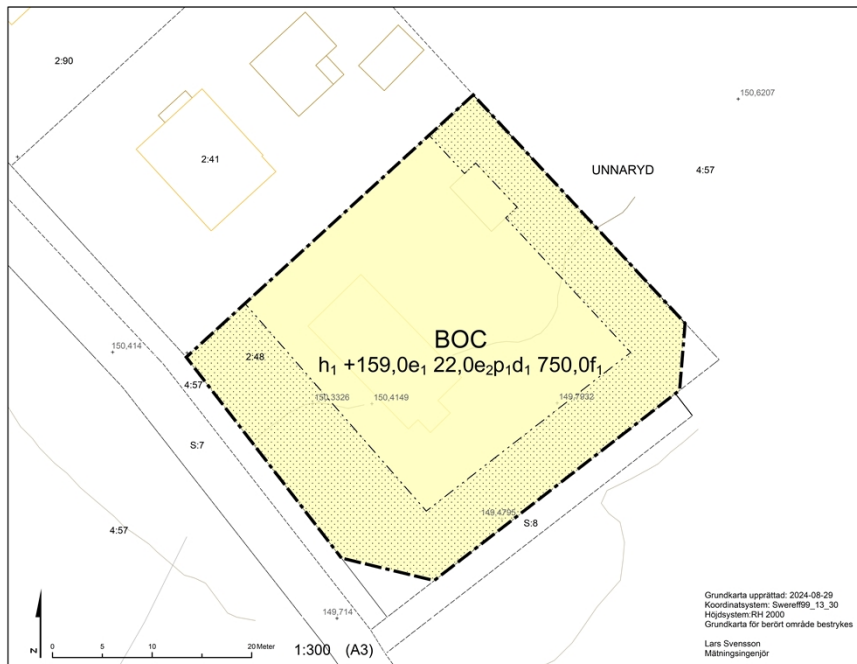 2:90
150,6207
2:41
UNNARYD
4:57
150,414
BOC
2:48
h1 +159,0e1 22,0e2p1d1 750,0f1
4:57
150,3326
150,4149
149,7932
S:7
149,4795
S:8
4:57
149,714
Grundkarta upprättad: 2024-08-29
Koordinatsystem: Swereff99_13_30
Höjdsystem:RH 2000
Grundkarta för berört område bestrykes
Lars Svensson
Mätningsingenjör
N
0 5 10 20 Meter
1:300 (A3)